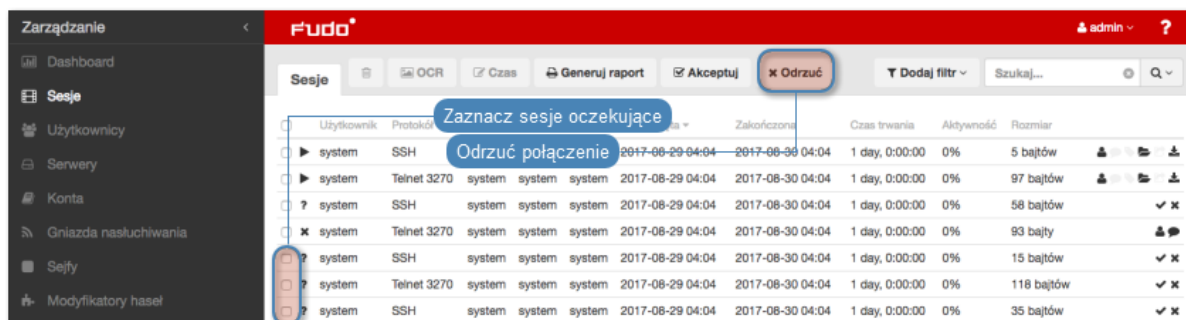 Zarządzanie
Fudo
admin
?
Dashboard
Sesje
Użytkownicy
Serwery
Konta
Gniazda nasłuchiwania
Sejfy
Modyfikatory haseł
Sesje OCR Czas Generuj raport Akceptuj Odrzuć Dodaj filtr Szukaj...
Zaznacz sesje oczekujące
Odrzuć połączenie
Użytkownik Protokół Zakończona Czas trwania Aktywność Rozmiar
system SSH 2017-08-29 04:04 2017-08-30 04:04 1 day, 0:00:00 0% 5 bajtów
system Telnet 3270 system system system 2017-08-29 04:04 2017-08-30 04:04 1 day, 0:00:00 0% 97 bajtów
? system SSH system system system 2017-08-29 04:04 2017-08-30 04:04 1 day, 0:00:00 0% 58 bajtów
system Telnet 3270 system system system 2017-08-29 04:04 2017-08-30 04:04 1 day, 0:00:00 0% 93 bajty
? system SSH system system system 2017-08-29 04:04 2017-08-30 04:04 1 day, 0:00:00 0% 15 bajtów
? system Telnet 3270 system system system 2017-08-29 04:04 2017-08-30 04:04 1 day, 0:00:00 0% 118 bajtów
? system SSH system system system 2017-08-29 04:04 2017-08-30 04:04 1 day, 0:00:00 0% 35 bajtów